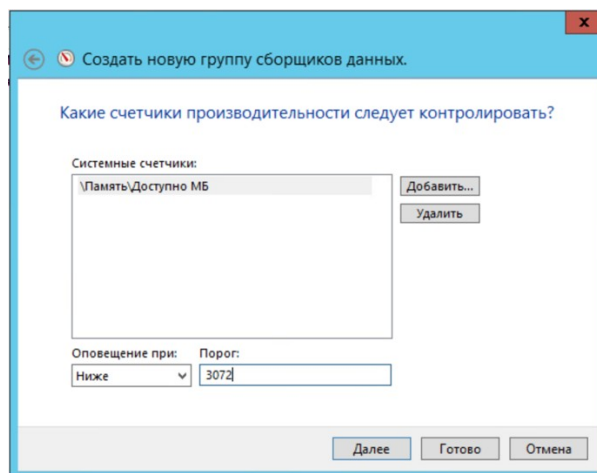 Создать новую группу сборщиков данных.
Какие счетчики производительности следует контролировать?
Системные счетчики:
\Память\Доступно МБ
Добавить...
Удалить
Оповещение при: Порог:
Ниже 3072
Далее Готово Отмена